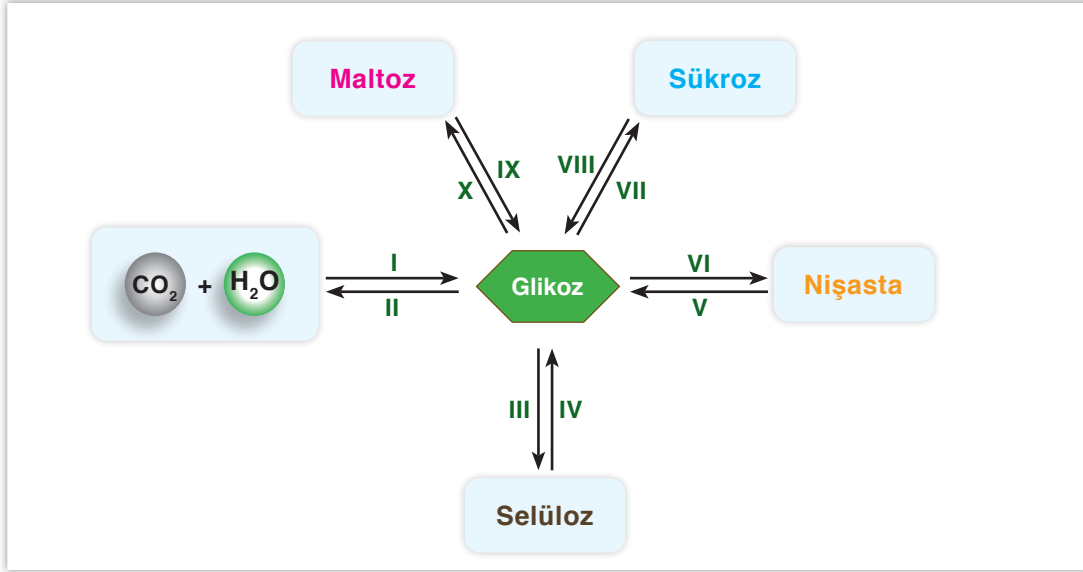 Maltoz
Sükroz
IX
X
VIII
VII
CO₂ + H₂O
I
II
Glikoz
VI
V
Nişasta
III
IV
Selüloz